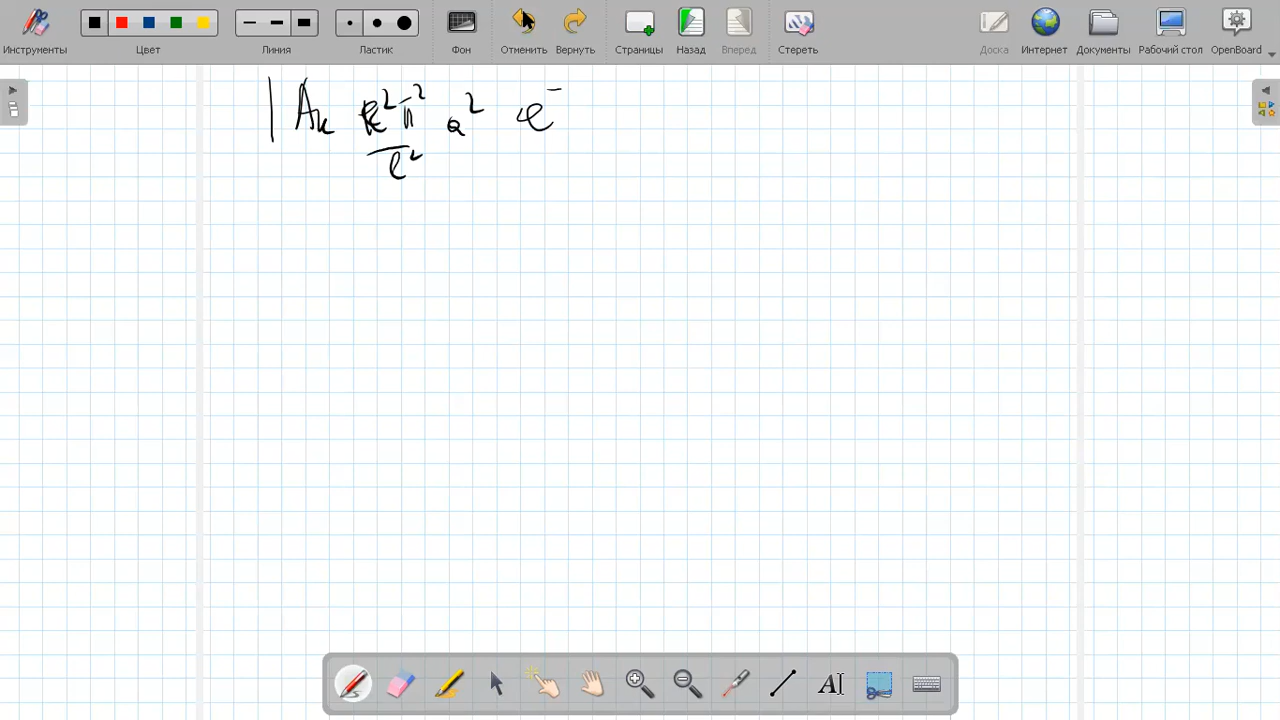 Инструменты Цвет Линия Ластик Фон Отменить Вернуть Страницы Назад Вперед Стереть Доска Интернет Документы Рабочий стол OpenBoard
| A_k k²π² a² e⁻
l²
AI